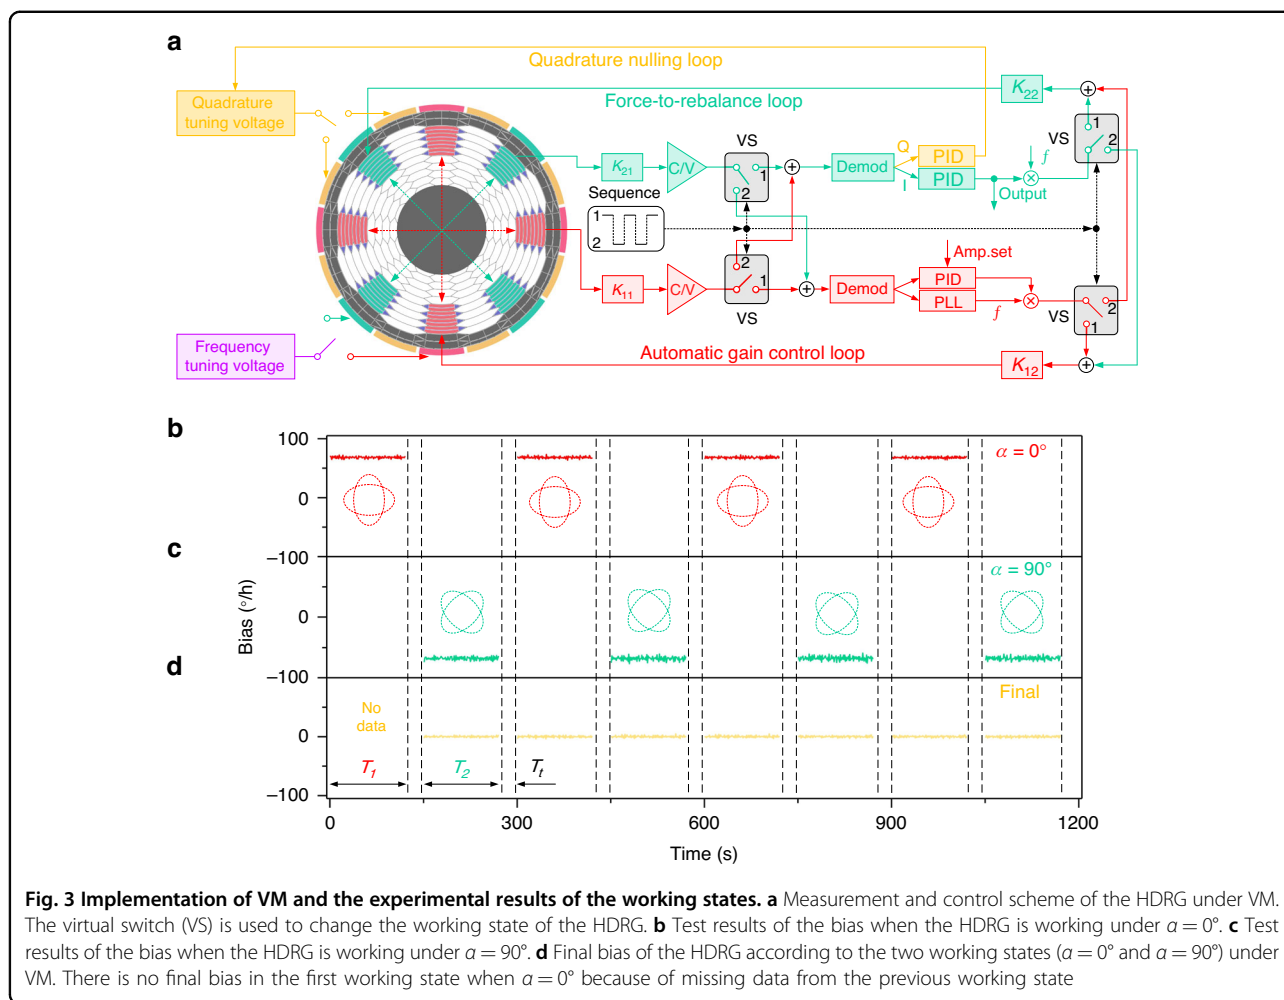 a
Quadrature nulling loop
Quadrature
tuning voltage
Force-to-rebalance loop
K22
VS
1
2
VS
K21
C/V
1
2
Demod
Q
I
PID
PID
f
Output
Sequence
1
2
Amp.set
K11
C/V
2
1
VS
Demod
PID
PLL
f
VS
2
1
Frequency
tuning voltage
Automatic gain control loop
K12
b
100
0
−100
α = 0°
c
0
−100
α = 90°
Bias (°/h)
d
0
−100
No
data
Final
T1
T2
Tt
0
300
600
900
1200
Time (s)
Fig. 3 Implementation of VM and the experimental results of the working states. a Measurement and control scheme of the HDRG under VM.
The virtual switch (VS) is used to change the working state of the HDRG. b Test results of the bias when the HDRG is working under α = 0°. c Test
results of the bias when the HDRG is working under α = 90°. d Final bias of the HDRG according to the two working states (α = 0° and α = 90°) under
VM. There is no final bias in the first working state when α = 0° because of missing data from the previous working state